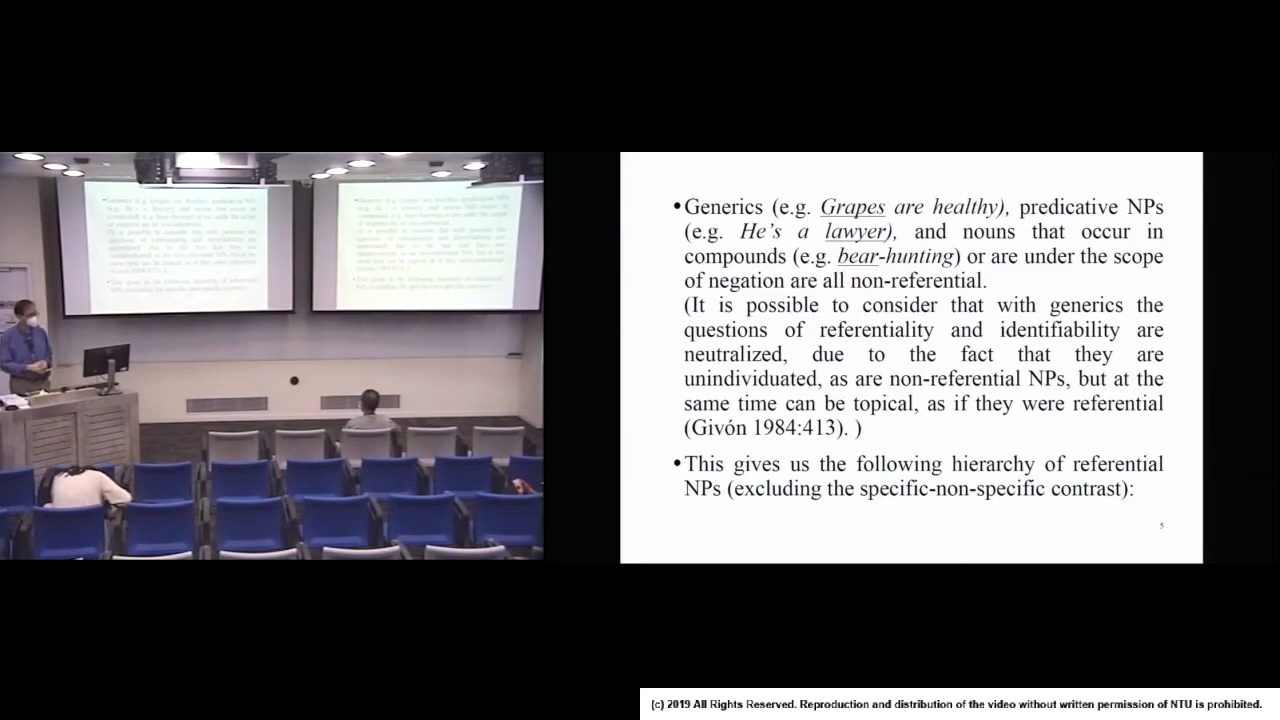 •Generics (e.g. Grapes are healthy), predicative NPs
(e.g. He's a lawyer), and nouns that occur in
compounds (e.g. bear-hunting) or are under the scope
of negation are all non-referential.
(It is possible to consider that with generics the
questions of referentiality and identifiability are
neutralized, due to the fact that they are
unindividuated, as are non-referential NPs, but at the
same time can be topical, as if they were referential
(Givón 1984:413). )
•This gives us the following hierarchy of referential
NPs (excluding the specific-non-specific contrast):
5
(c) 2019 All Rights Reserved. Reproduction and distribution of the video without written permission of NTU is prohibited.